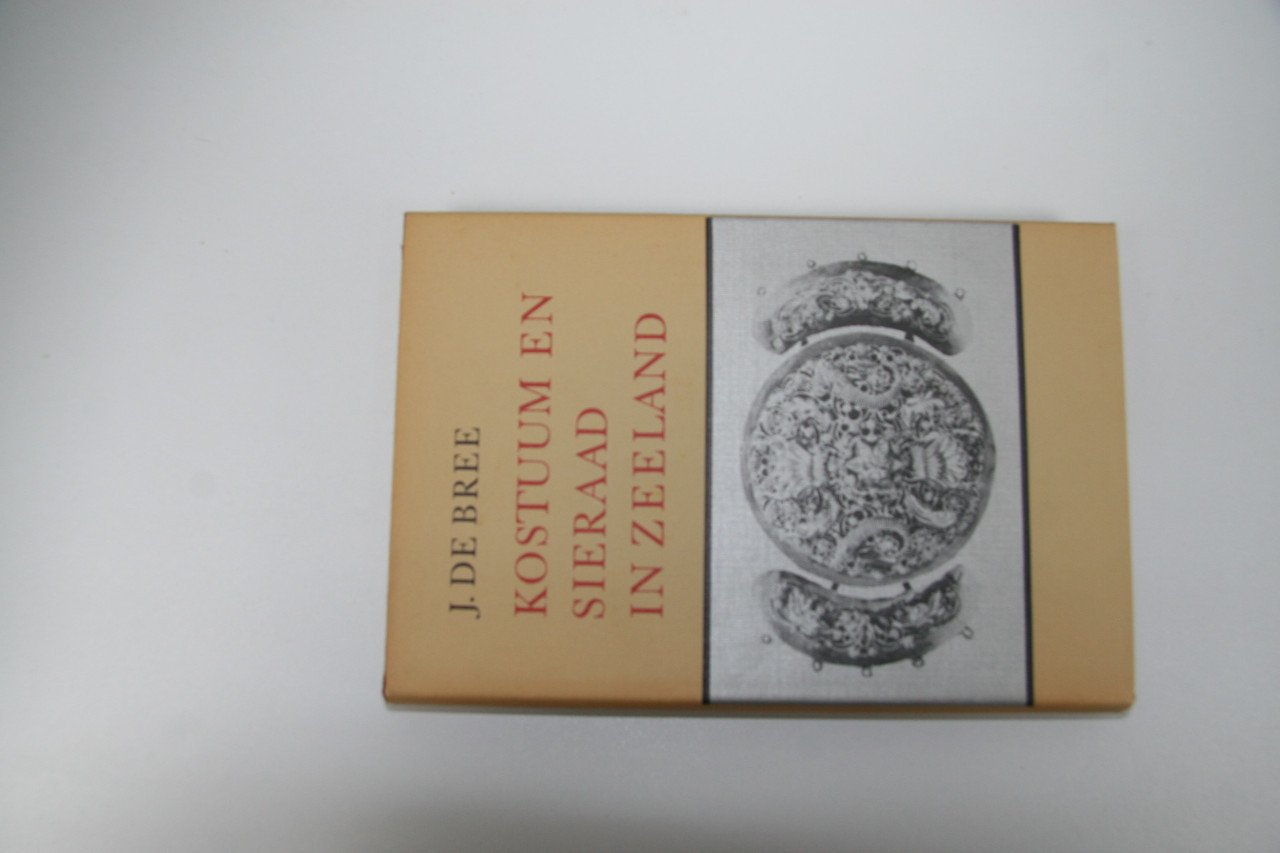 J. DE BREE
KOSTUUM EN
SIERAAD
IN ZEELAND